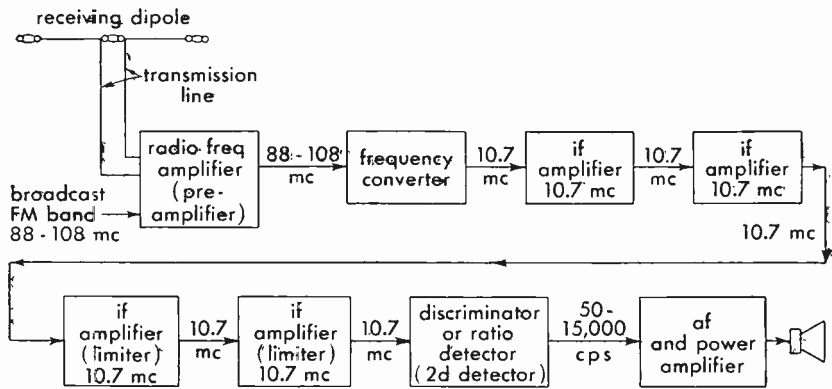 receiving dipole
transmission
line
radio-freq
amplifier
(pre-
amplifier)
88-108
mc
frequency
converter
10.7
mc
if
amplifier
10.7 mc
10.7
mc
if
amplifier
10.7 mc
broadcast
FM band
88-108 mc
10.7 mc
if
amplifier
(limiter)
10.7 mc
10.7
mc
if
amplifier
(limiter)
10.7 mc
10.7
mc
discriminator
or ratio
detector
(2d detector)
50-
15,000
cps
af
and power
amplifier